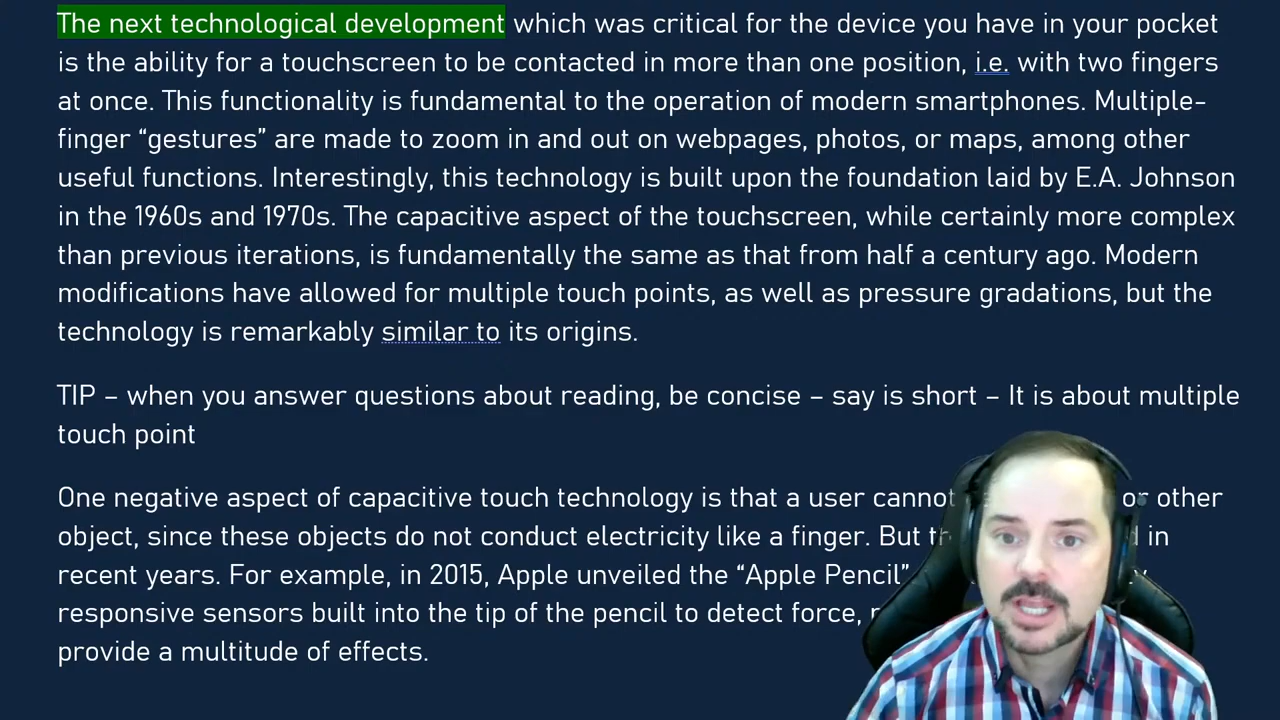 The next technological development which was critical for the device you have in your pocket
is the ability for a touchscreen to be contacted in more than one position, i.e. with two fingers
at once. This functionality is fundamental to the operation of modern smartphones. Multiple-
finger “gestures” are made to zoom in and out on webpages, photos, or maps, among other
useful functions. Interestingly, this technology is built upon the foundation laid by E.A. Johnson
in the 1960s and 1970s. The capacitive aspect of the touchscreen, while certainly more complex
than previous iterations, is fundamentally the same as that from half a century ago. Modern
modifications have allowed for multiple touch points, as well as pressure gradations, but the
technology is remarkably similar to its origins.
TIP – when you answer questions about reading, be concise – say is short – It is about multiple
touch point
One negative aspect of capacitive touch technology is that a user cannot or other
object, since these objects do not conduct electricity like a finger. But in
recent years. For example, in 2015, Apple unveiled the “Apple Pencil”
responsive sensors built into the tip of the pencil to detect force,
provide a multitude of effects.